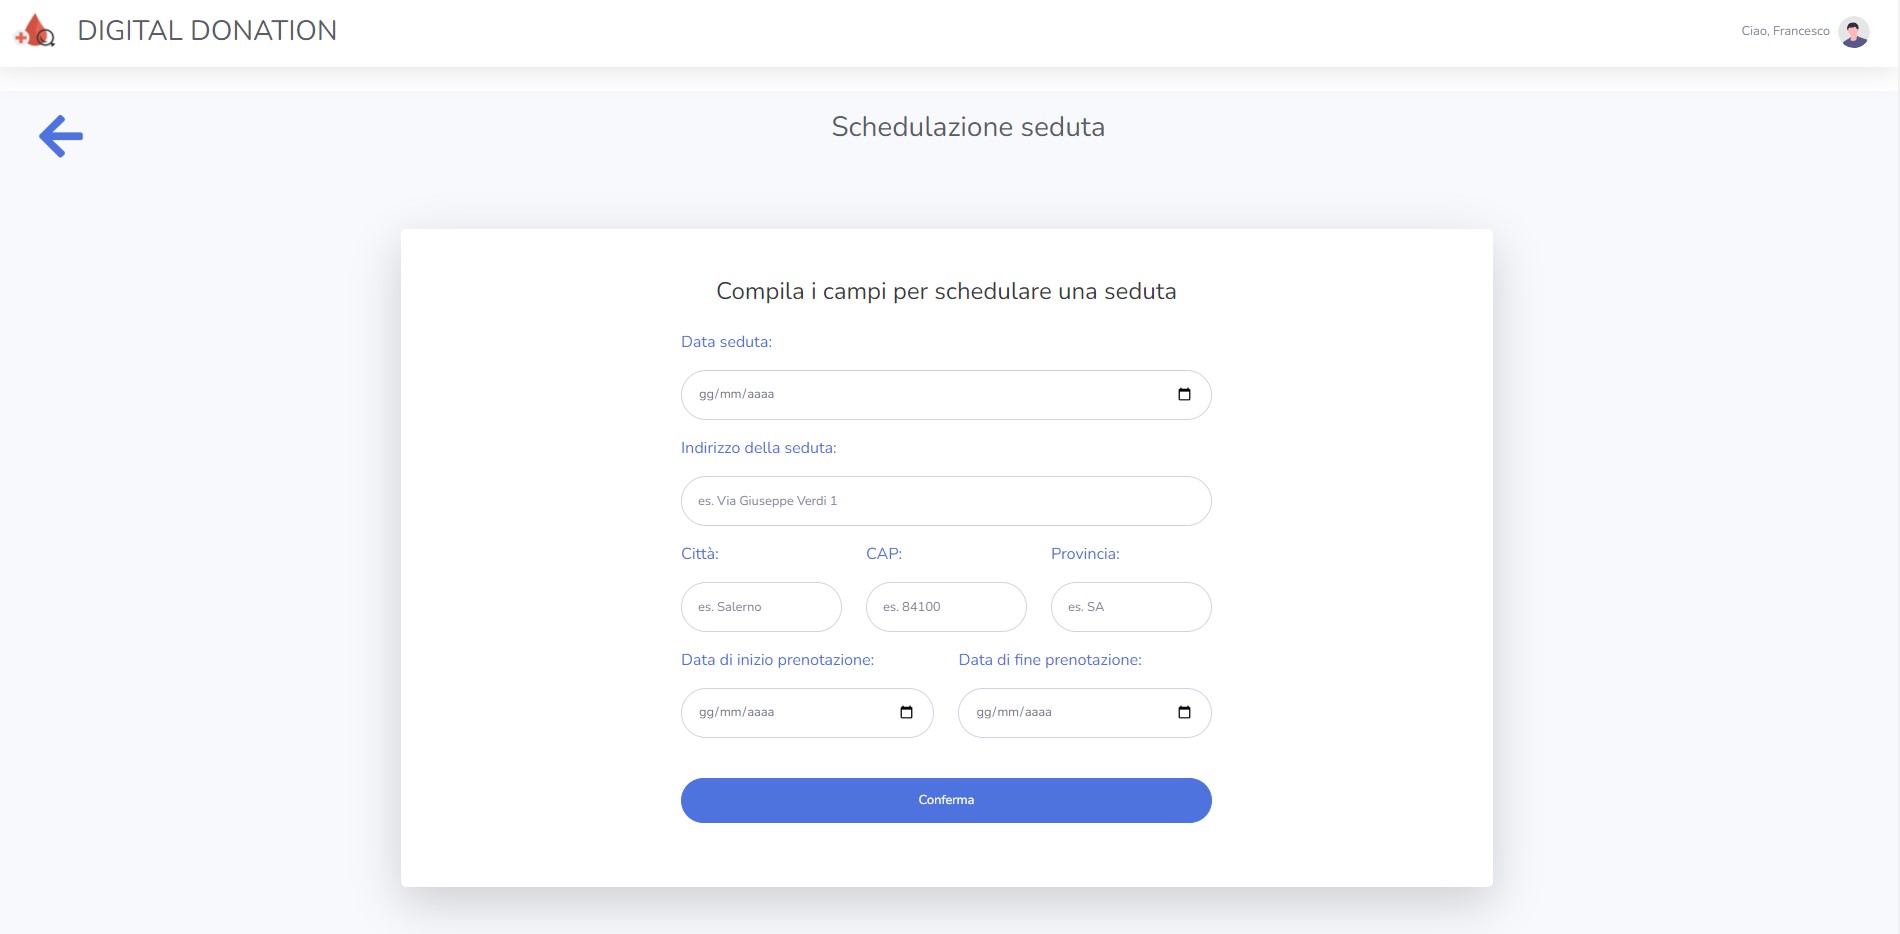 DIGITAL DONATION
Ciao, Francesco
Schedulazione seduta
Compila i campi per schedulare una seduta
Data seduta:
gg/mm/aaaa
Indirizzo della seduta:
es. Via Giuseppe Verdi 1
Città: CAP: Provincia:
es. Salerno es. 84100 es. SA
Data di inizio prenotazione: Data di fine prenotazione:
gg/mm/aaaa gg/mm/aaaa
Conferma